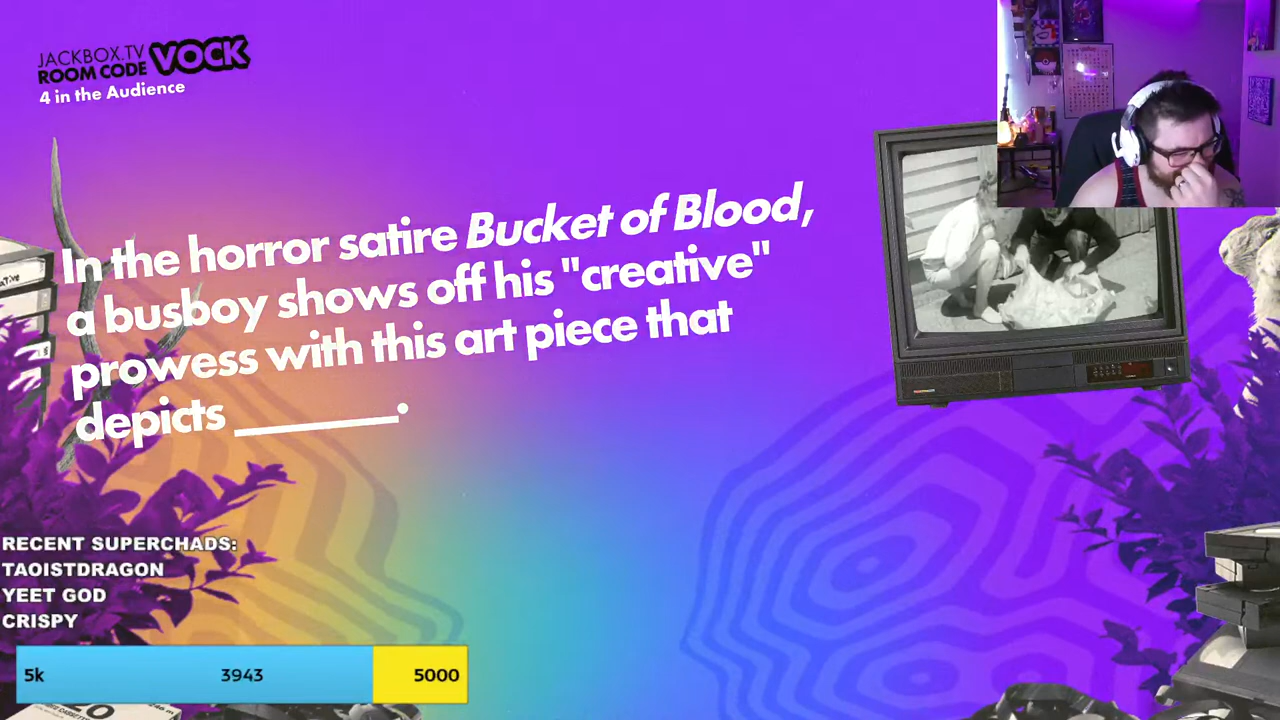 JACKBOX.TV
ROOM CODE VOCK
4 in the Audience
In the horror satire Bucket of Blood,
a busboy shows off his "creative"
prowess with this art piece that
depicts ________.
RECENT SUPERCHADS:
TAOISTDRAGON
YEET GOD
CRISPY
5k 3943 5000